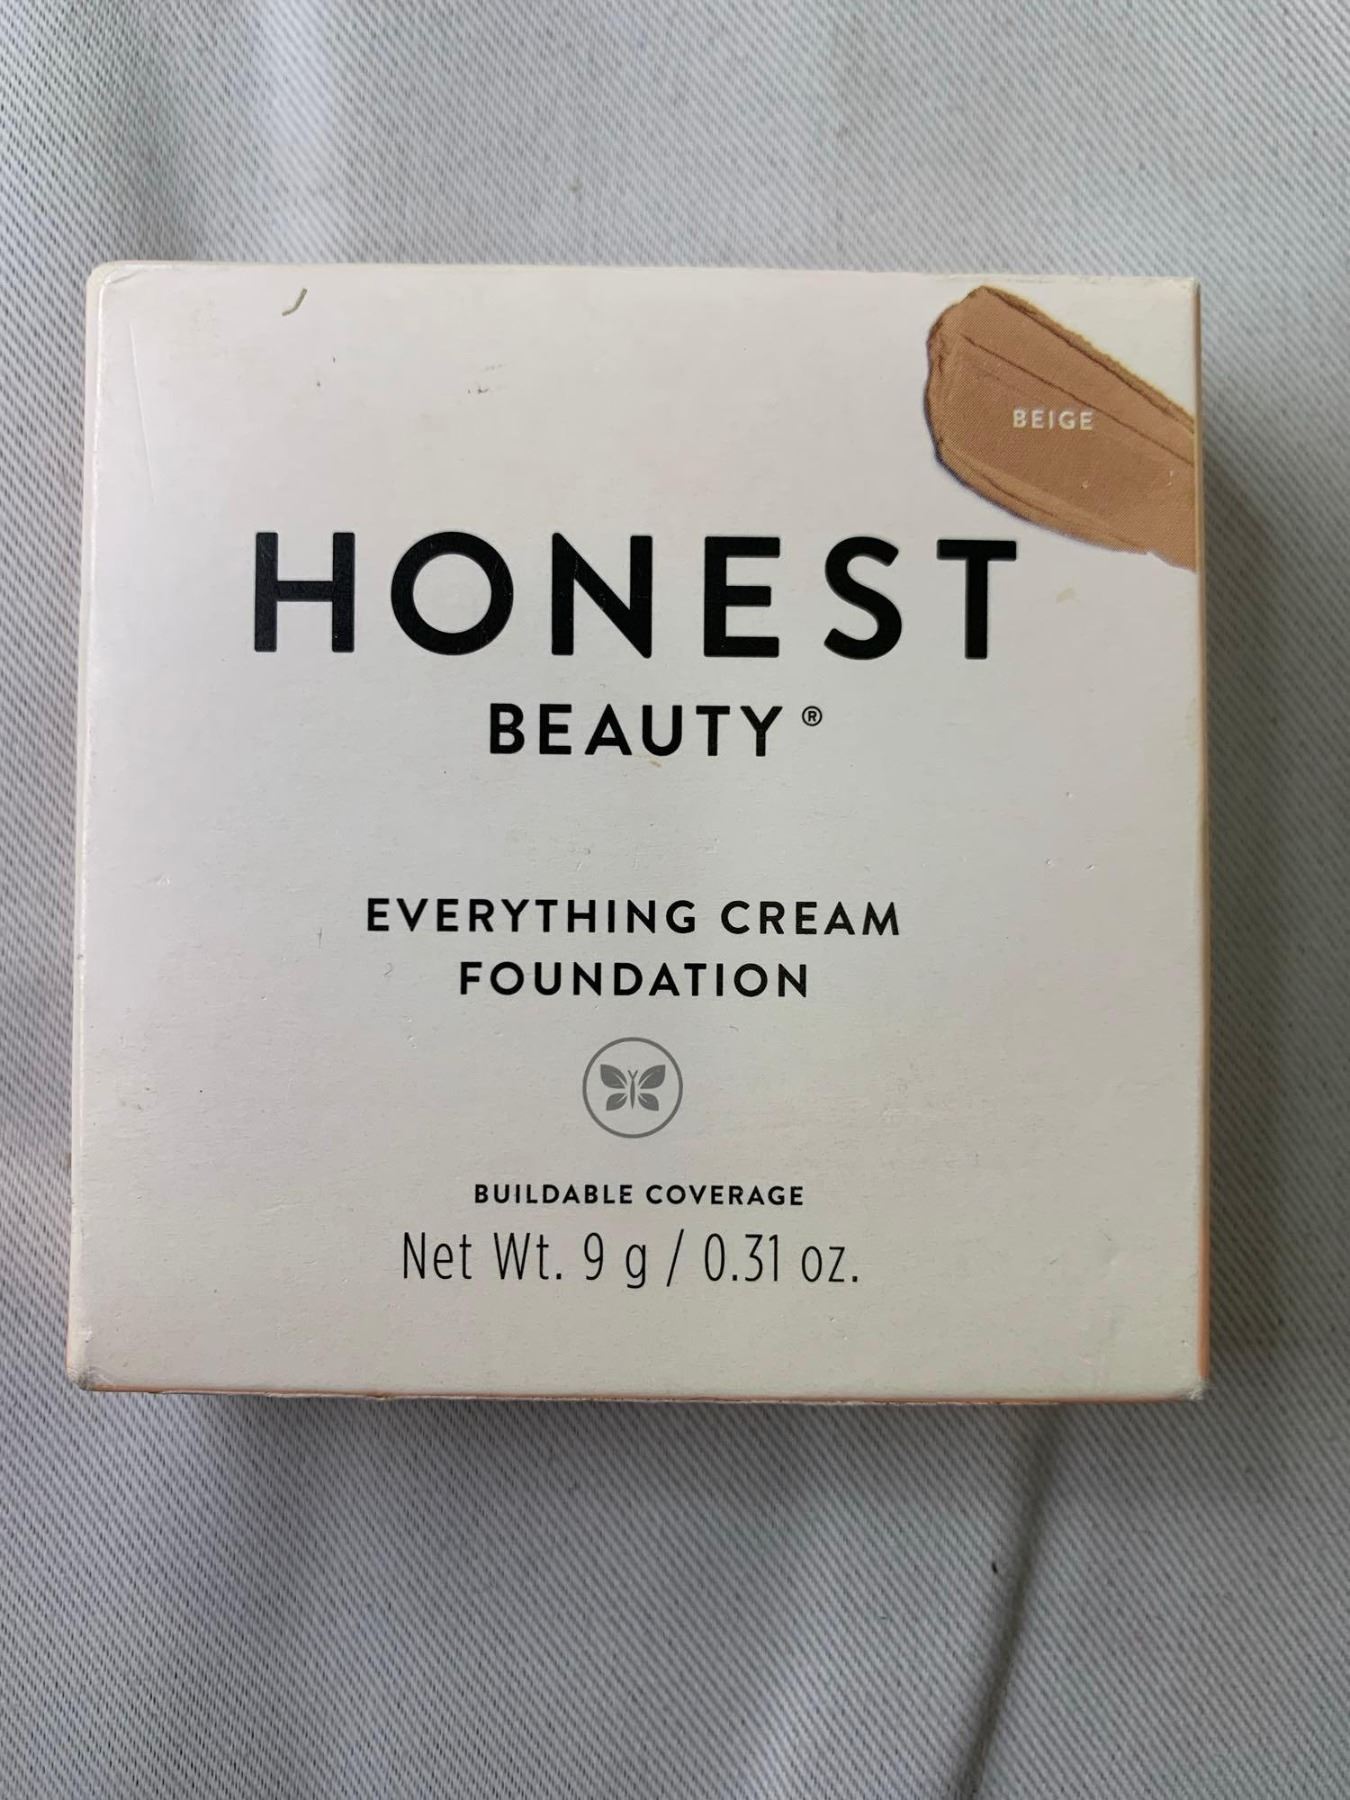 BEIGE
HONEST
BEAUTY®
EVERYTHING CREAM
FOUNDATION
BUILDABLE COVERAGE
Net Wt. 9 g / 0.31 oz.